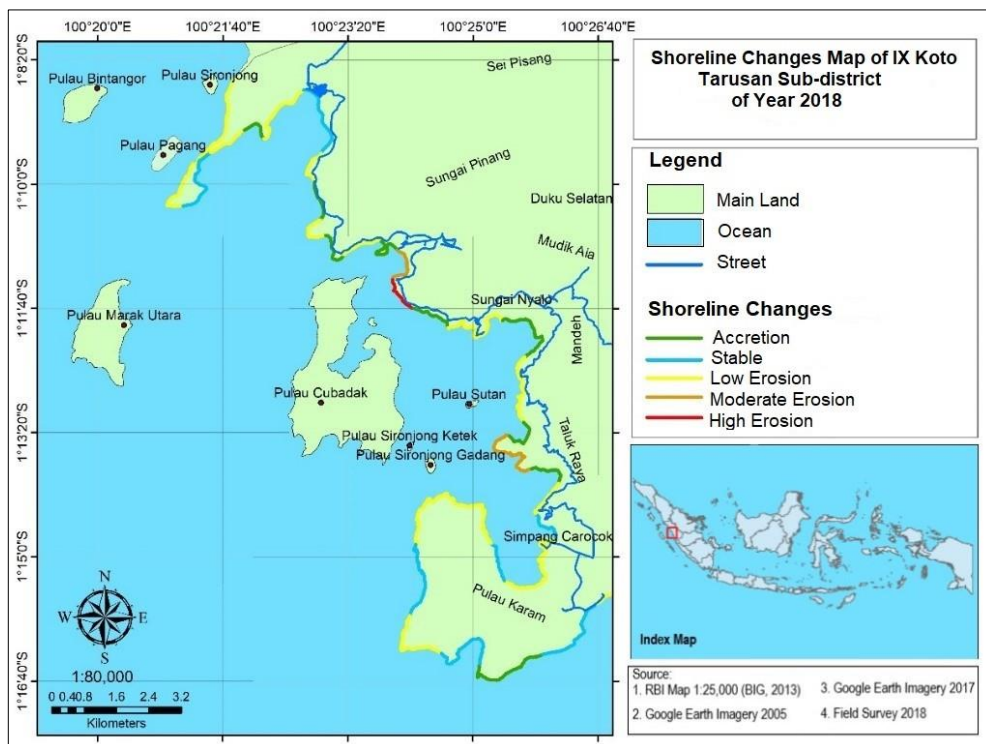 100°20'0"E
100°21'40"E
100°23'20"E
100°25'0"E
100°26'40"E
1°8'20"S
1°10'0"S
1°11'40"S
1°13'20"S
1°15'0"S
1°16'40"S
Pulau Bintangor
Pulau Sironjong
Sei Pisang
Pulau Pagang
Sungai Pinang
Duku Selatan
Mudik Aia
Pulau Marak Utara
Sungai Nyalo
Mandeh
Pulau Cubadak
Pulau Sutan
Pulau Sironjong Ketek
Pulau Sironjong Gadang
Taluk Raya
Simpang Carocok
Pulau Karam
N
W
E
S
1:80,000
0 0.4 0.8 1.6 2.4 3.2
Kilometers
Shoreline Changes Map of IX Koto
Tarusan Sub-district
of Year 2018
Legend
Main Land
Ocean
Street
Shoreline Changes
Accretion
Stable
Low Erosion
Moderate Erosion
High Erosion
Index Map
Source:
1. RBI Map 1:25,000 (BIG, 2013)
2. Google Earth Imagery 2005
3. Google Earth Imagery 2017
4. Field Survey 2018